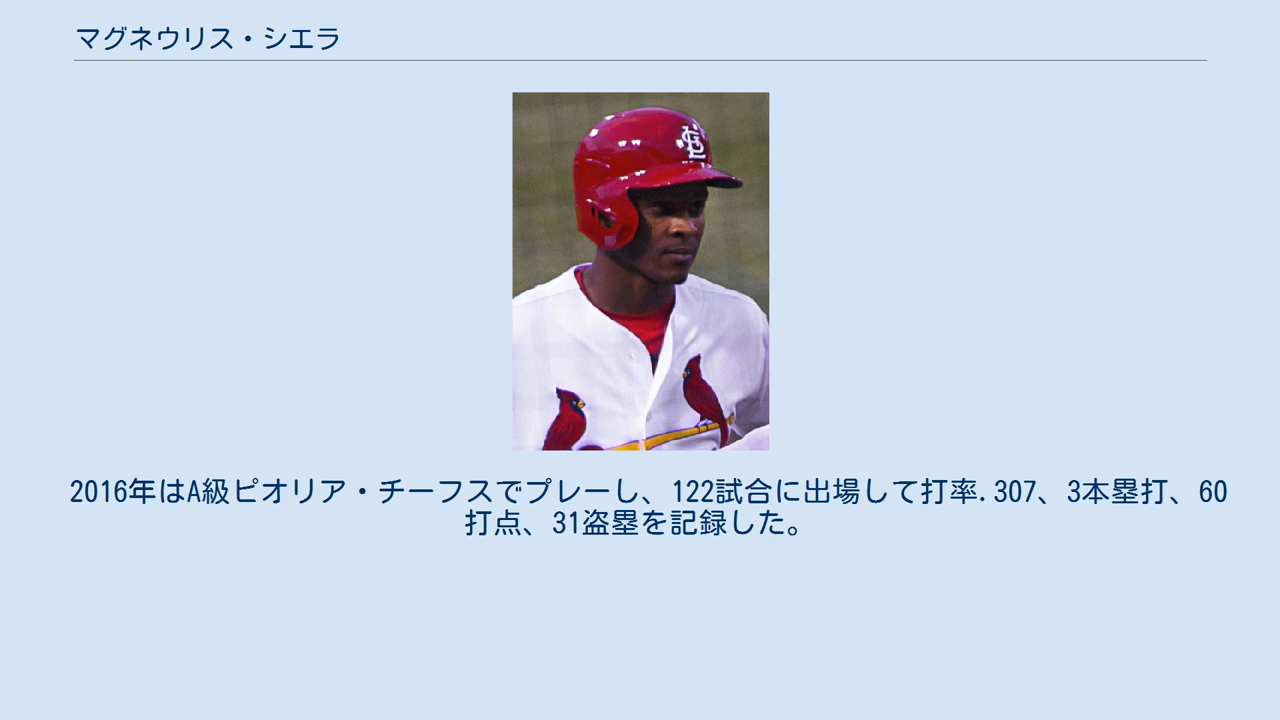 マグネウリス・シエラ
2016年はA級ピオリア・チーフスでプレーし、122試合に出場して打率.307、3本塁打、60
打点、31盗塁を記録した。